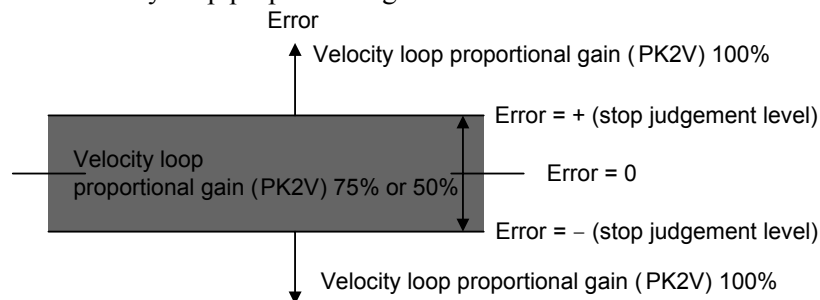 Error
Velocity loop proportional gain (PK2V) 100%
Error = + (stop judgement level)
Velocity loop
proportional gain (PK2V) 75% or 50%
Error = 0
Error = − (stop judgement level)
Velocity loop proportional gain (PK2V) 100%